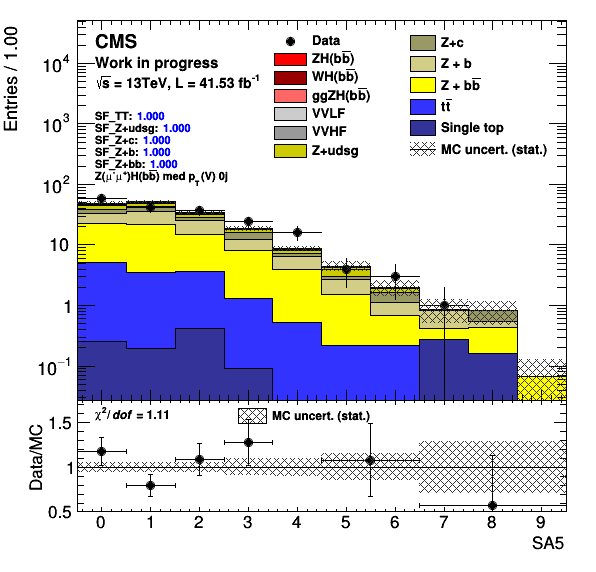 CMS
Work in progress
√s = 13TeV, L = 41.53 fb⁻¹
SF_TT: 1.000
SF_Z+udsg: 1.000
SF_Z+c: 1.000
SF_Z+b: 1.000
SF_Z+bb: 1.000
Z(μ⁻μ⁺)H(bb̅) med p_T(V) 0j
Data
ZH(bb̅)
WH(bb̅)
ggZH(bb̅)
VVLF
VVHF
Z+udsg
Z+c
Z + b
Z + bb̅
tt̅
Single top
MC uncert. (stat.)
Entries / 1.00
10⁴
10³
10²
10
1
10⁻¹
χ²/ dof = 1.11
MC uncert. (stat.)
Data/MC
1.5
1
0.5
0 1 2 3 4 5 6 7 8 9
SA5